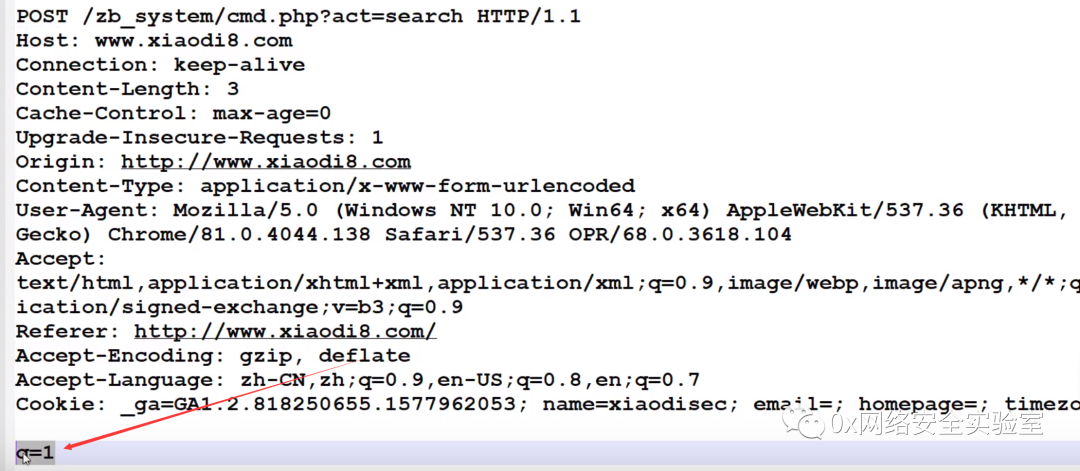 POST /zb_system/cmd.php?act=search HTTP/1.1
Host: www.xiaodi8.com
Connection: keep-alive
Content-Length: 3
Cache-Control: max-age=0
Upgrade-Insecure-Requests: 1
Origin: http://www.xiaodi8.com
Content-Type: application/x-www-form-urlencoded
User-Agent: Mozilla/5.0 (Windows NT 10.0; Win64; x64) AppleWebKit/537.36 (KHTML,
Gecko) Chrome/81.0.4044.138 Safari/537.36 OPR/68.0.3618.104
Accept:
text/html,application/xhtml+xml,application/xml;q=0.9,image/webp,image/apng,*/*;q
ication/signed-exchange;v=b3;q=0.9
Referer: http://www.xiaodi8.com/
Accept-Encoding: gzip, deflate
Accept-Language: zh-CN,zh;q=0.9,en-US;q=0.8,en;q=0.7
Cookie: _ga=GA1.2.818250655.1577962053; name=xiaodisec; email=; homepage=; timezo
0x网络安全实验室
q=1